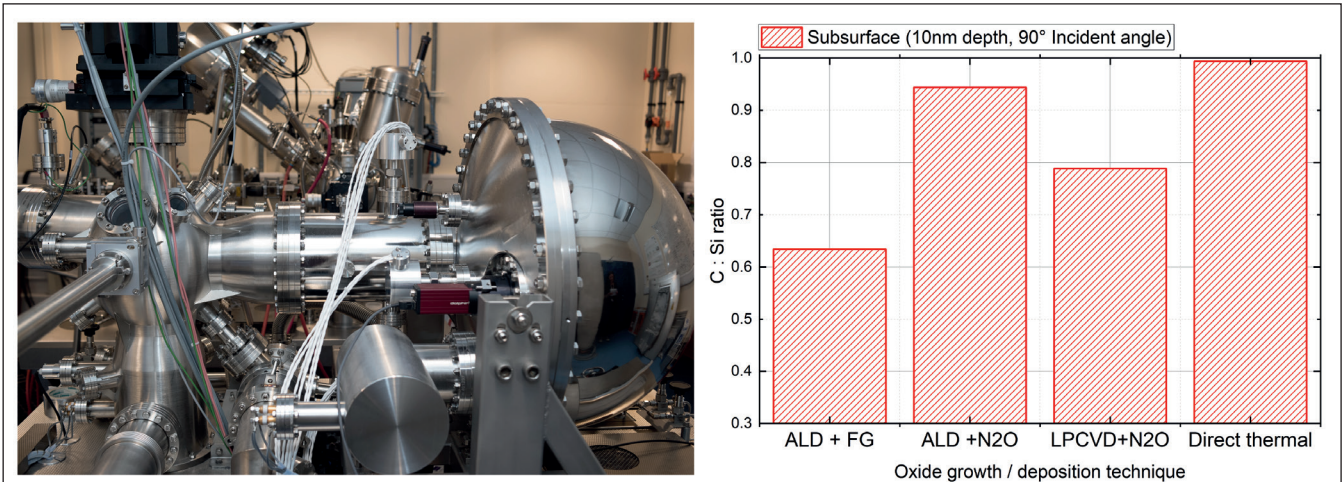 Subsurface (10nm depth, 90° Incident angle)
1.0
0.9
0.8
0.7
0.6
0.5
0.4
0.3
C : Si ratio
ALD + FG
ALD +N2O
LPCVD+N2O
Direct thermal
Oxide growth / deposition technique